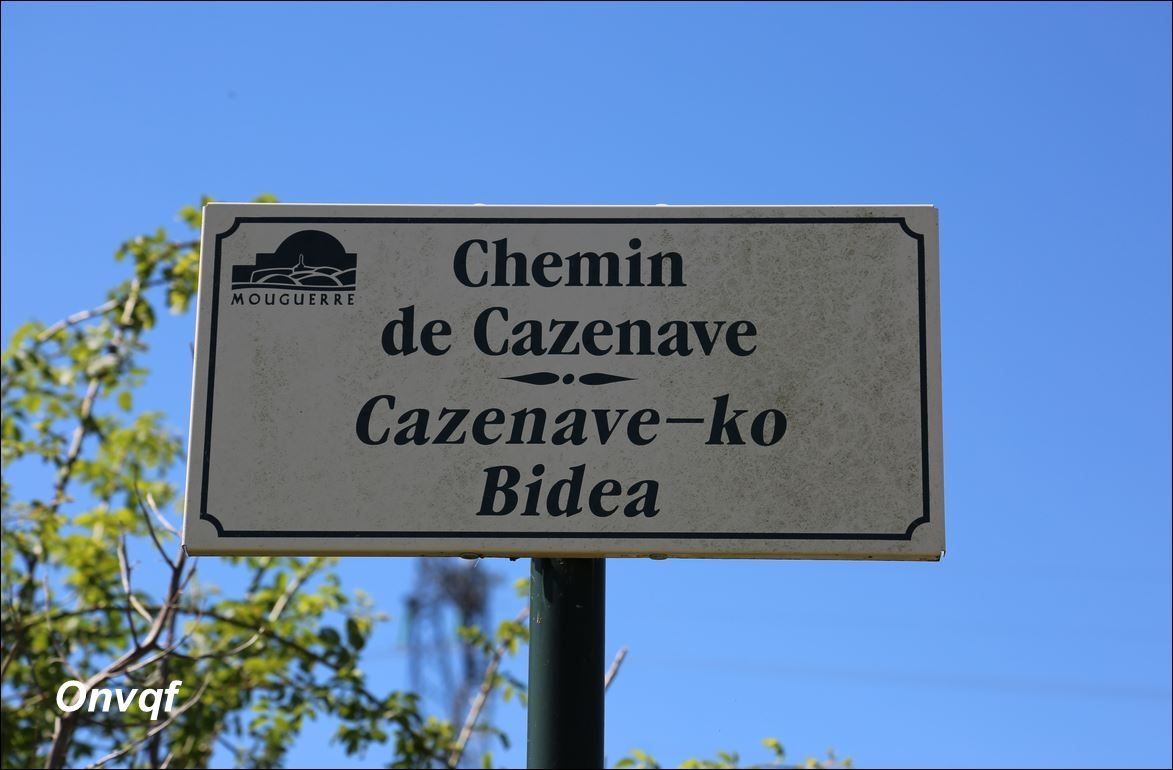 MOUGUERRE
Chemin
de Cazenave
Cazenave-ko
Bidea
Onvqf